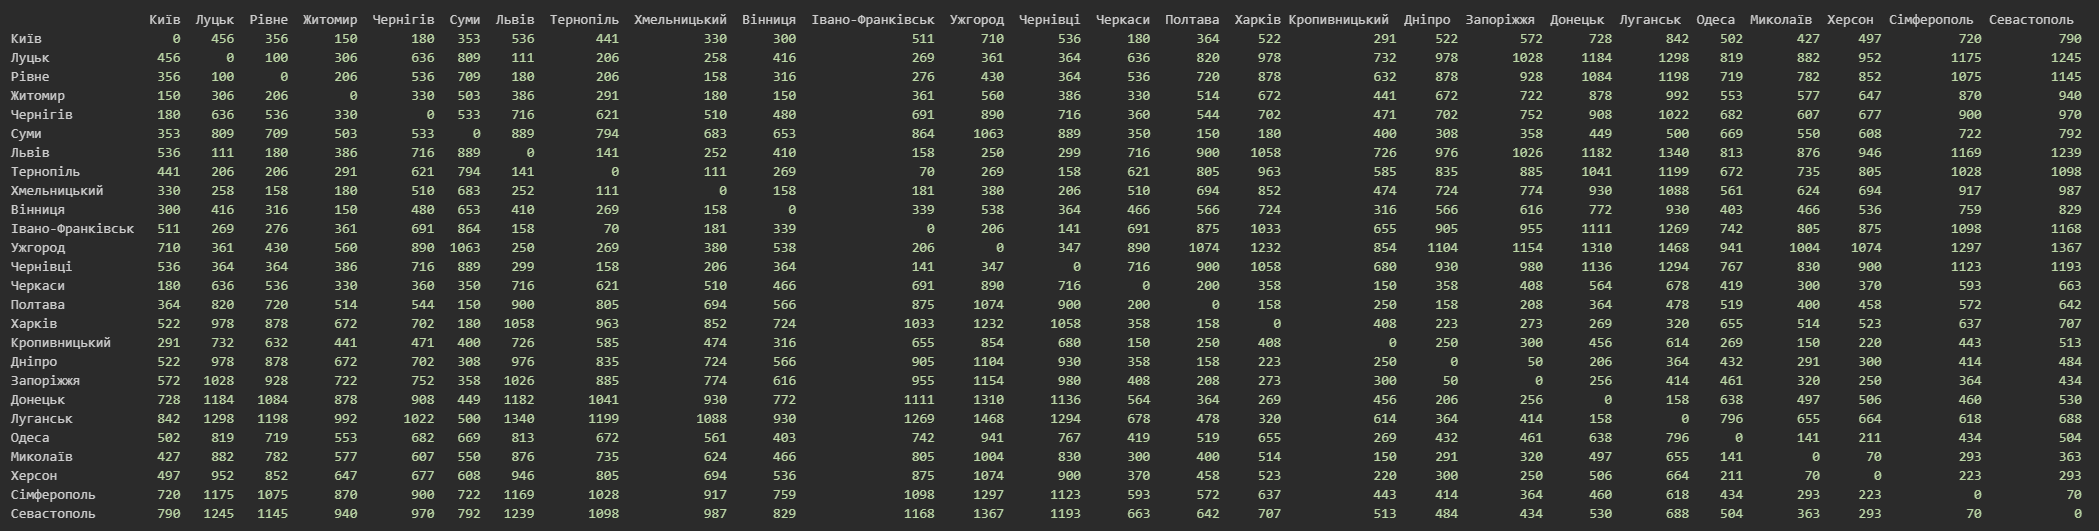 Київ Луцьк Рівне Житомир Чернігів Суми Львів Тернопіль Хмельницький Вінниця Івано-Франківськ Ужгород Чернівці Черкаси Полтава Харків Кропивницький Дніпро Запоріжжя Донецьк Луганськ Одеса Миколаїв Херсон Сімферополь Севастополь
Київ 0 456 356 150 180 353 536 441 330 300 511 710 536 180 364 522 291 522 572 728 842 502 427 497 720 790
Луцьк 456 0 100 306 636 809 111 206 258 416 269 361 364 636 820 978 732 978 1028 1184 1298 819 882 952 1175 1245
Рівне 356 100 0 206 536 709 180 206 158 316 276 430 364 536 720 878 632 878 928 1084 1198 719 782 852 1075 1145
Житомир 150 306 206 0 330 503 386 291 180 150 361 560 386 330 514 672 441 672 722 878 992 553 577 647 870 940
Чернігів 180 636 536 330 0 533 716 621 510 480 691 890 716 360 544 702 471 702 752 908 1022 682 607 677 900 970
Суми 353 809 709 503 533 0 889 794 683 653 864 1063 889 350 150 180 400 308 358 449 500 669 550 608 722 792
Львів 536 111 180 386 716 889 0 141 252 410 158 250 299 716 900 1058 726 976 1026 1182 1340 813 876 946 1169 1239
Тернопіль 441 206 206 291 621 794 141 0 111 269 70 269 158 621 805 963 585 835 885 1041 1199 672 735 805 1028 1098
Хмельницький 330 258 158 180 510 683 252 111 0 158 181 380 206 510 694 852 474 724 774 930 1088 561 624 694 917 987
Вінниця 300 416 316 150 480 653 410 269 158 0 339 538 364 466 566 724 316 566 616 772 930 403 466 536 759 829
Івано-Франківськ 511 269 276 361 691 864 158 70 181 339 0 206 141 691 875 1033 655 905 955 1111 1269 742 805 875 1098 1168
Ужгород 710 361 430 560 890 1063 250 269 380 538 206 0 347 890 1074 1232 854 1104 1154 1310 1468 941 1004 1074 1297 1367
Чернівці 536 364 364 386 716 889 299 158 206 364 141 347 0 716 900 1058 680 930 980 1136 1294 767 830 900 1123 1193
Черкаси 180 636 536 330 360 350 716 621 510 466 691 890 716 0 200 358 150 358 408 564 678 419 300 370 593 663
Полтава 364 820 720 514 544 150 900 805 694 566 875 1074 900 200 0 158 250 158 208 364 478 519 400 458 572 642
Харків 522 978 878 672 702 180 1058 963 852 724 1033 1232 1058 358 158 0 408 223 273 269 320 655 514 523 637 707
Кропивницький 291 732 632 441 471 400 726 585 474 316 655 854 680 150 250 408 0 250 300 456 614 269 150 220 443 513
Дніпро 522 978 878 672 702 308 976 835 724 566 905 1104 930 358 158 223 250 0 50 206 364 432 291 300 414 484
Запоріжжя 572 1028 928 722 752 358 1026 885 774 616 955 1154 980 408 208 273 300 50 0 256 414 461 320 250 364 434
Донецьк 728 1184 1084 878 908 449 1182 1041 930 772 1111 1310 1136 564 364 269 456 206 256 0 158 638 497 506 460 530
Луганськ 842 1298 1198 992 1022 500 1340 1199 1088 930 1269 1468 1294 678 478 320 614 364 414 158 0 796 655 664 618 688
Одеса 502 819 719 553 682 669 813 672 561 403 742 941 767 419 519 655 269 432 461 638 796 0 141 211 434 504
Миколаїв 427 882 782 577 607 550 876 735 624 466 805 1004 830 300 400 514 150 291 320 497 655 141 0 70 293 363
Херсон 497 952 852 647 677 608 946 805 694 536 875 1074 900 370 458 523 220 300 250 506 664 211 70 0 223 293
Сімферополь 720 1175 1075 870 900 722 1169 1028 917 759 1098 1297 1123 593 572 637 443 414 364 460 618 434 293 223 0 70
Севастополь 790 1245 1145 940 970 792 1239 1098 987 829 1168 1367 1193 663 642 707 513 484 434 530 688 504 363 293 70 0